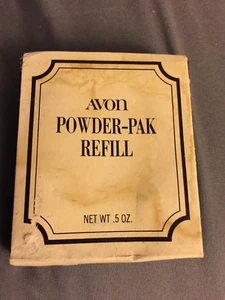 AVON
POWDER-PAK
REFILL
NET WT .5 OZ.